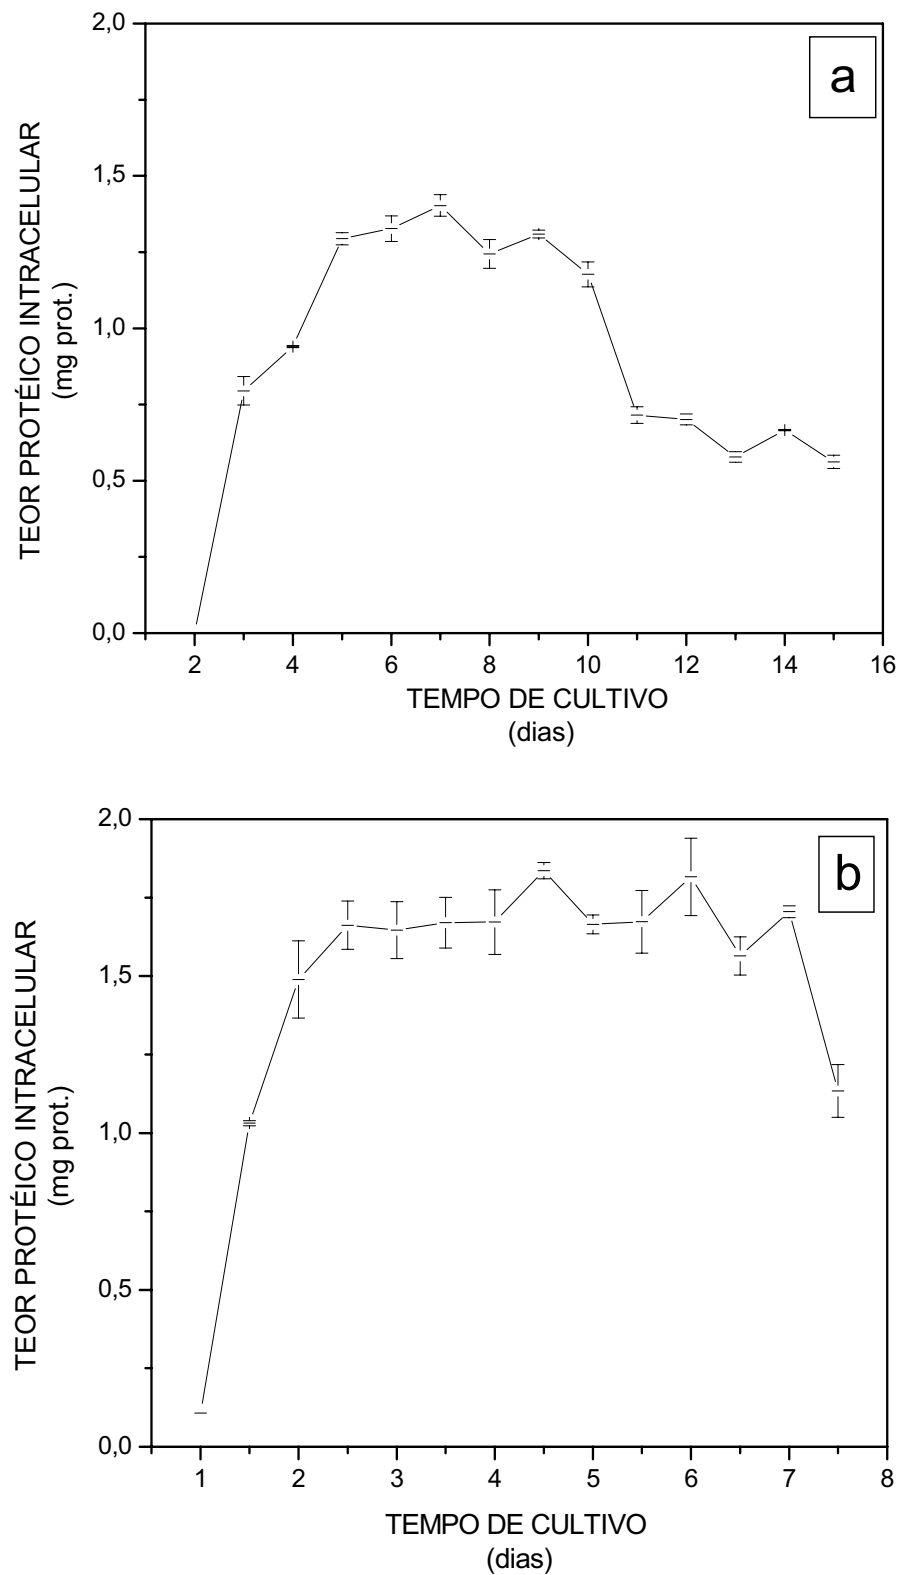 2,0
a
1,5
1,0
0,5
0,0
TEOR PROTÉICO INTRACELULAR
(mg prot.)
2 4 6 8 10 12 14 16
TEMPO DE CULTIVO
(dias)
2,0
b
1,5
1,0
0,5
0,0
TEOR PROTÉICO INTRACELULAR
(mg prot.)
1 2 3 4 5 6 7 8
TEMPO DE CULTIVO
(dias)